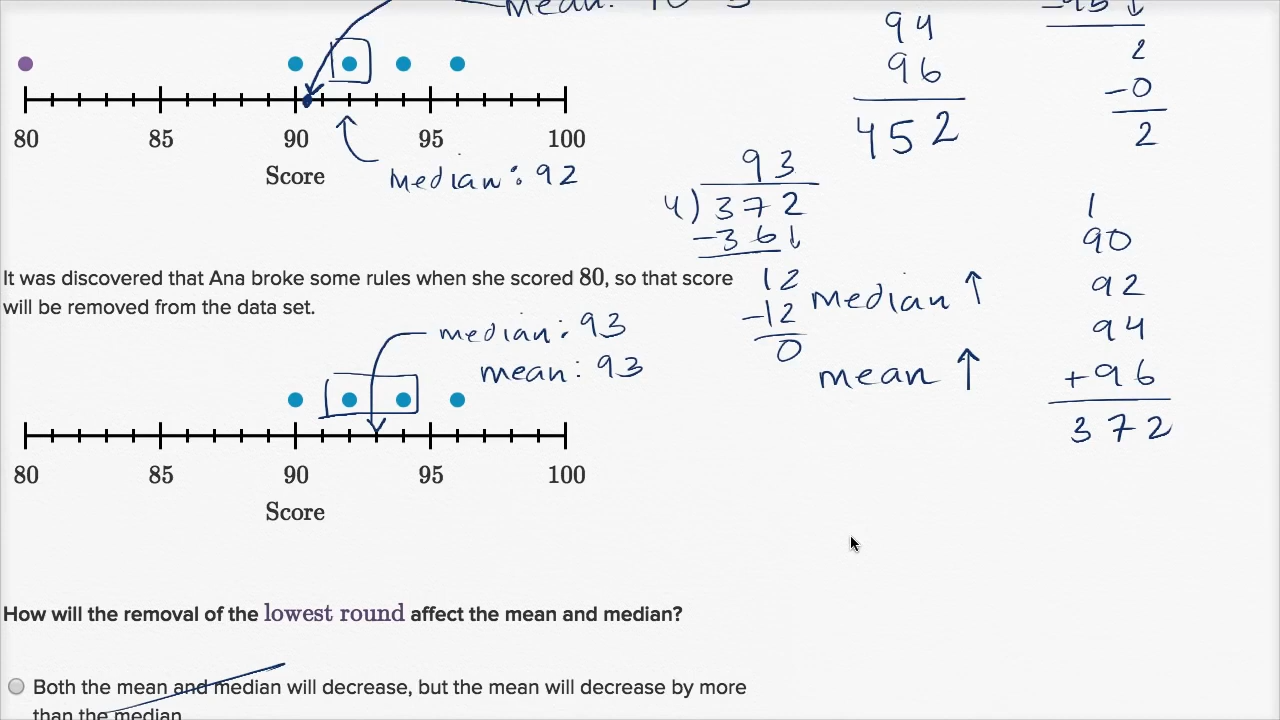 94
96
452
2
-0
2
80 85 90 95 100
Score
Median: 92
93
4)372
-36↓
12
-12
0
1
90
92
94
+96
372
It was discovered that Ana broke some rules when she scored 80, so that score
will be removed from the data set.
median: 93
mean: 93
Median ↑
mean ↑
80 85 90 95 100
Score
How will the removal of the lowest round affect the mean and median?
Both the mean and median will decrease, but the mean will decrease by more
than the median.